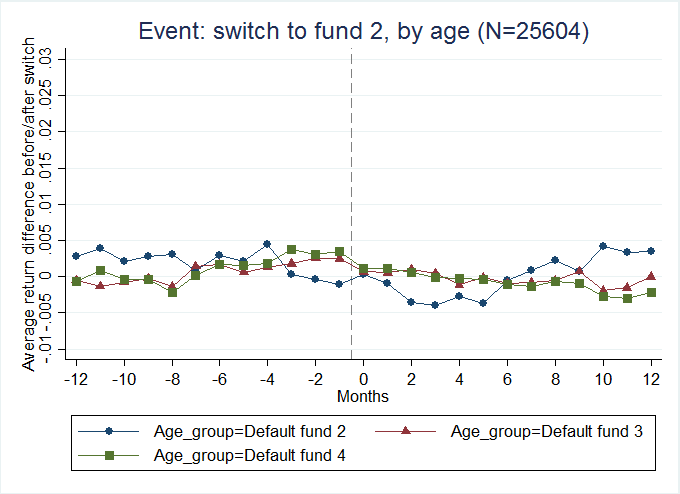 Event: switch to fund 2, by age (N=25604)
Average return difference before/after switch
.03
.025
.02
.015
.01
.005
0
-.005
-.01
-12 -10 -8 -6 -4 -2 0 2 4 6 8 10 12
Months
Age_group=Default fund 2 Age_group=Default fund 3
Age_group=Default fund 4